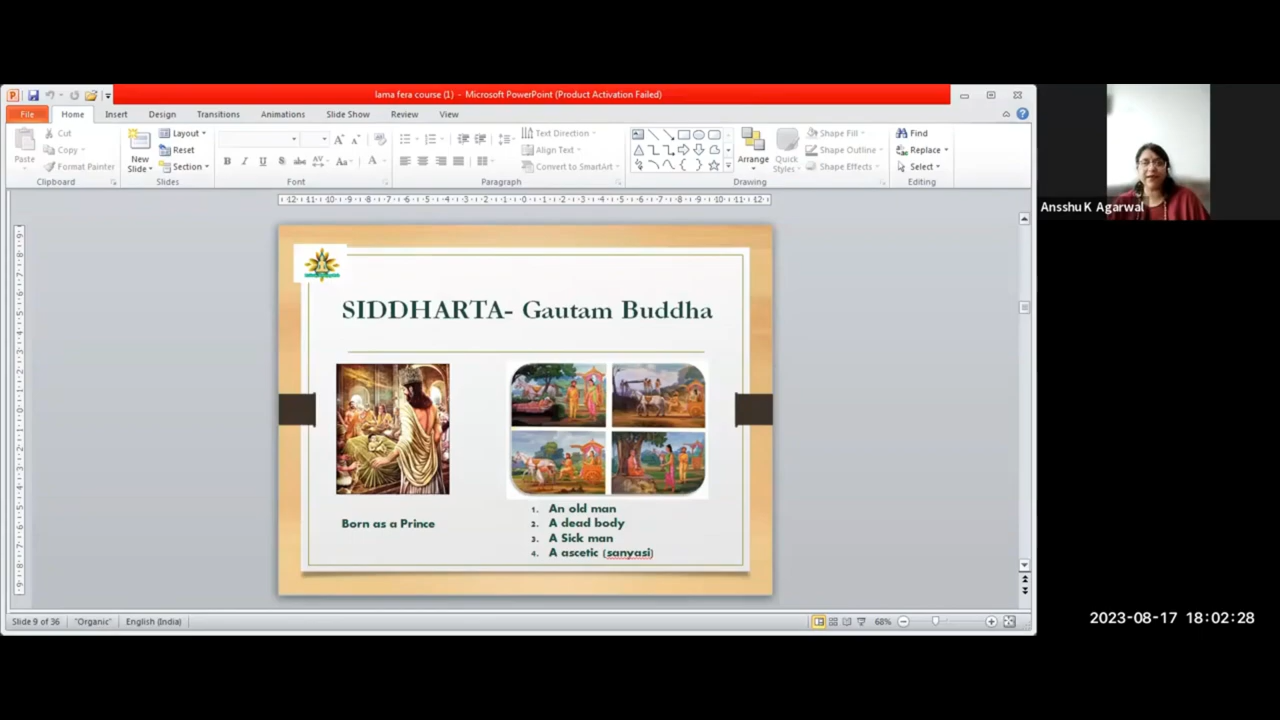 lama fera course (1) - Microsoft PowerPoint (Product Activation Failed)
File Home Insert Design Transitions Animations Slide Show Review View
Paste
Cut
Copy
Format Painter
Clipboard
New Slide
Layout
Reset
Section
Slides
B I U S abc AV Aa A
Font
Text Direction
Align Text
Convert to SmartArt
Paragraph
Arrange
Quick Styles
Shape Fill
Shape Outline
Shape Effects
Drawing
Find
Replace
Select
Editing
Ansshu K Agarwal
SIDDHARTA- Gautam Buddha
Born as a Prince
1. An old man
2. A dead body
3. A Sick man
4. A ascetic (sanyasi)
Slide 9 of 36 "Organic" English (India) 68%
2023-08-17 18:02:28